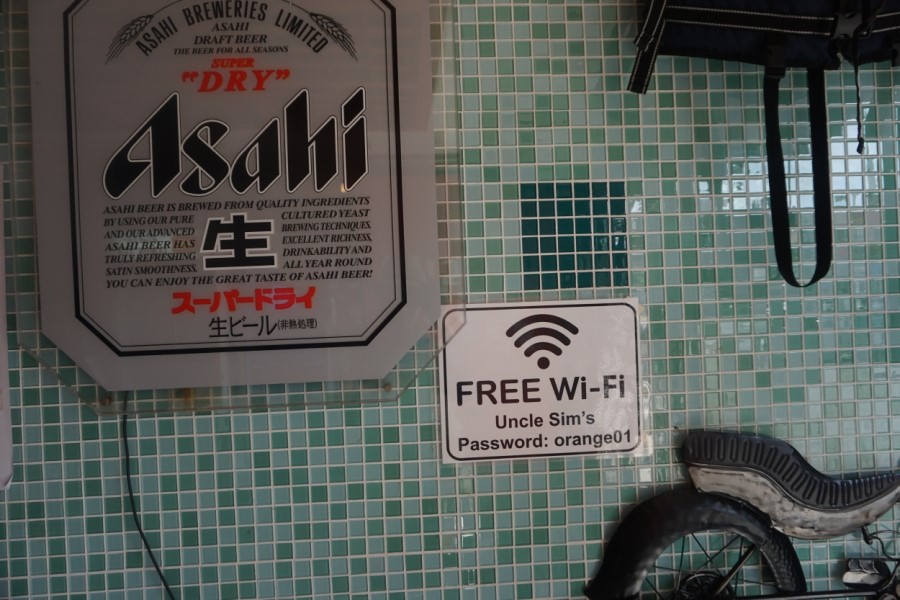 ASAHI BREWERIES LIMITED
ASAHI
DRAFT BEER
THE BEER FOR ALL SEASONS
SUPER
"DRY"
Asahi
ASAHI BEER IS BREWED FROM QUALITY INGREDIENTS
BY USING OUR PURE CULTURED YEAST
AND OUR ADVANCED BREWING TECHNIQUES.
ASAHI BEER HAS EXCELLENT RICHNESS,
TRULY REFRESHING DRINKABILITY AND
SATIN SMOOTHNESS. ALL YEAR ROUND
生
YOU CAN ENJOY THE GREAT TASTE OF ASAHI BEER!
スーパードライ
生ビール(非熱処理)
FREE Wi-Fi
Uncle Sim's
Password: orange01